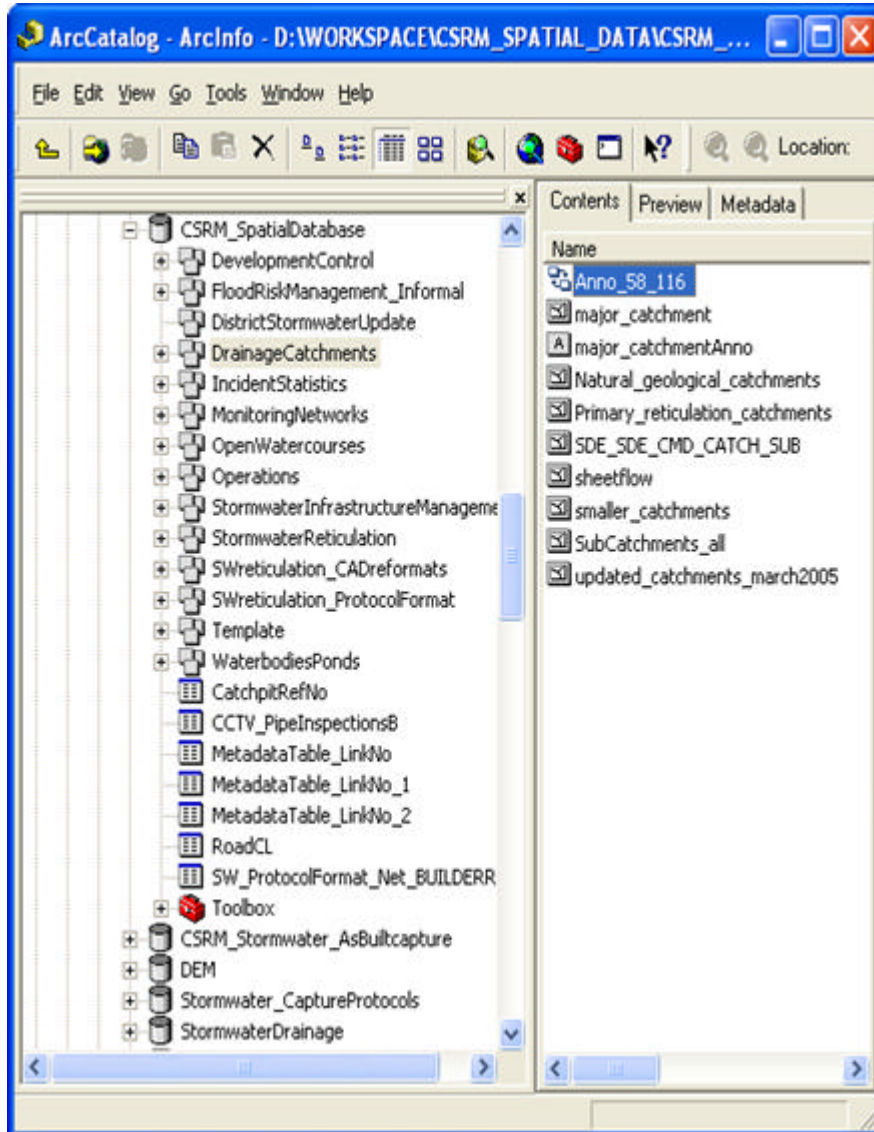 ArcCatalog - ArcInfo - D:\WORKSPACE\CSRM_SPATIAL_DATA\CSRM_...
File Edit View Go Tools Window Help
Location:
CSRM_SpatialDatabase
DevelopmentControl
FloodRiskManagement_Informal
DistrictStormwaterUpdate
DrainageCatchments
IncidentStatistics
MonitoringNetworks
OpenWatercourses
Operations
StormwaterInfrastructureManageme
StormwaterReticulation
SWreticulation_CADreformats
SWreticulation_ProtocolFormat
Template
WaterbodiesPonds
CatchpitRefNo
CCTV_PipeInspectionsB
MetadataTable_LinkNo
MetadataTable_LinkNo_1
MetadataTable_LinkNo_2
RoadCL
SW_ProtocolFormat_Net_BUILDERR
Toolbox
CSRM_Stormwater_AsBuiltcapture
DEM
Stormwater_CaptureProtocols
StormwaterDrainage
Contents Preview Metadata
Name
Anno_58_116
major_catchment
major_catchmentAnno
Natural_geological_catchments
Primary_reticulation_catchments
SDE_SDE_CMD_CATCH_SUB
sheetflow
smaller_catchments
SubCatchments_all
updated_catchments_march2005